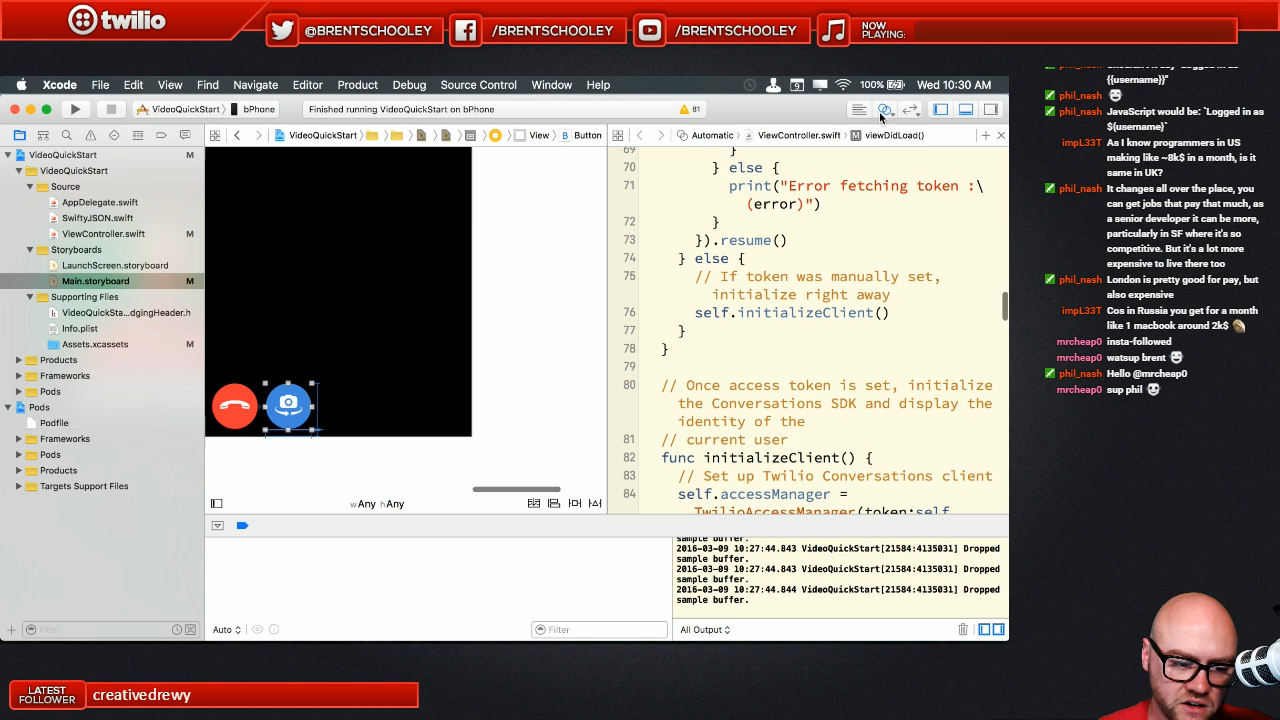 twilio
@BRENTSCHOOLEY
/BRENTSCHOOLEY
/BRENTSCHOOLEY
NOW
PLAYING:
Xcode File Edit View Find Navigate Editor Product Debug Source Control Window Help
9 100% Wed 10:30 AM
VideoQuickStart bPhone
Finished running VideoQuickStart on bPhone
81
VideoQuickStart View B Button
Automatic ViewController.swift M viewDidLoad()
VideoQuickStart M
VideoQuickStart
Source
AppDelegate.swift
SwiftyJSON.swift
ViewController.swift M
Storyboards
LaunchScreen.storyboard
Main.storyboard M
Supporting Files
VideoQuickSta...dgingHeader.h
Info.plist
Assets.xcassets M
Products
Frameworks
Pods
Pods
Podfile
Frameworks
Pods
Products
Targets Support Files
Filter
wAny hAny
69 }
70 } else {
71 print("Error fetching token :\
(error)")
72 }
73 }).resume()
74 } else {
75 // If token was manually set,
initialize right away
76 self.initializeClient()
77 }
78 }
79
80 // Once access token is set, initialize
the Conversations SDK and display the
identity of the
81 // current user
82 func initializeClient() {
83 // Set up Twilio Conversations client
84 self.accessManager =
TwilioAccessManager(token:self
sample buffer.
2016-03-09 10:27:44.843 VideoQuickStart[21584:4135031] Dropped
sample buffer.
2016-03-09 10:27:44.843 VideoQuickStart[21584:4135031] Dropped
sample buffer.
2016-03-09 10:27:44.844 VideoQuickStart[21584:4135031] Dropped
sample buffer.
Auto
Filter
All Output
{{username}}"
phil_nash
phil_nash JavaScript would be: `Logged in as
${username}`
impL33T As I know programmers in US
making like ~8k$ in a month, is it
same in UK?
phil_nash It changes all over the place, you
can get jobs that pay that much, as
a senior developer it can be more,
particularly in SF where it's so
competitive. But it's a lot more
expensive to live there too
phil_nash London is pretty good for pay, but
also expensive
impL33T Cos in Russia you get for a month
like 1 macbook around 2k$
mrcheap0 insta-followed
mrcheap0 watsup brent
phil_nash Hello @mrcheap0
mrcheap0 sup phil
LATEST
FOLLOWER
creativedrewy